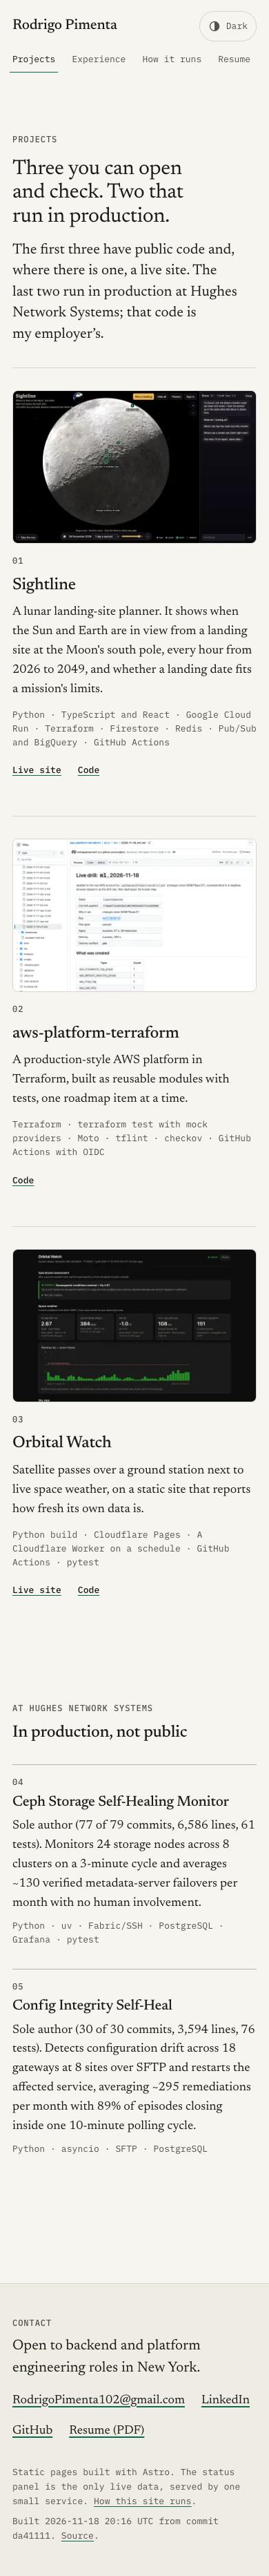 Rodrigo Pimenta
Dark
Projects Experience How it runs Resume
PROJECTS
Three you can open
and check. Two that
run in production.
The first three have public code and,
where there is one, a live site. The
last two run in production at Hughes
Network Systems; that code is
my employer's.
Sightline
01
Sightline
A lunar landing-site planner. It shows when
the Sun and Earth are in view from a landing
site at the Moon's south pole, every hour from
2026 to 2049, and whether a landing date fits
a mission's limits.
Python · TypeScript and React · Google Cloud
Run · Terraform · Firestore · Redis · Pub/Sub
and BigQuery · GitHub Actions
Live site Code
What was created
02
aws-platform-terraform
A production-style AWS platform in
Terraform, built as reusable modules with
tests, one roadmap item at a time.
Terraform · terraform test with mock
providers · Moto · tflint · checkov · GitHub
Actions with OIDC
Code
Orbital Watch
03
Orbital Watch
Satellite passes over a ground station next to
live space weather, on a static site that reports
how fresh its own data is.
Python build · Cloudflare Pages · A
Cloudflare Worker on a schedule · GitHub
Actions · pytest
Live site Code
AT HUGHES NETWORK SYSTEMS
In production, not public
04
Ceph Storage Self-Healing Monitor
Sole author (77 of 79 commits, 6,586 lines, 61
tests). Monitors 24 storage nodes across 8
clusters on a 3-minute cycle and averages
~130 verified metadata-server failovers per
month with no human involvement.
Python · uv · Fabric/SSH · PostgreSQL ·
Grafana · pytest
05
Config Integrity Self-Heal
Sole author (30 of 30 commits, 3,594 lines, 76
tests). Detects configuration drift across 18
gateways at 8 sites over SFTP and restarts the
affected service, averaging ~295 remediations
per month with 89% of episodes closing
inside one 10-minute polling cycle.
Python · asyncio · SFTP · PostgreSQL
CONTACT
Open to backend and platform
engineering roles in New York.
RodrigoPimenta102@gmail.com LinkedIn
GitHub Resume (PDF)
Static pages built with Astro. The status
panel is the only live data, served by one
small service. How this site runs.
Built 2026-11-18 20:16 UTC from commit
da41111. Source.